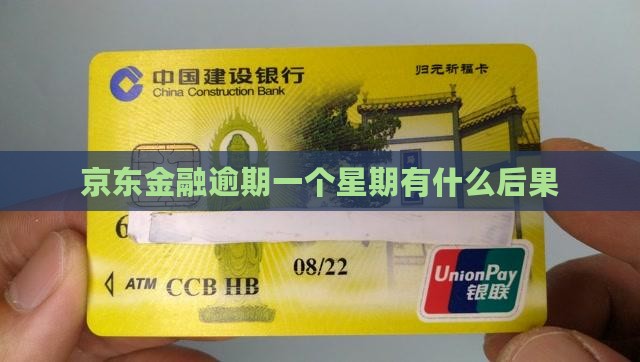 中国建设银行
China Construction Bank
归元祈福卡
京东金融逾期一个星期有什么后果
6
08/22
ATM CCB HB
UnionPay
银联